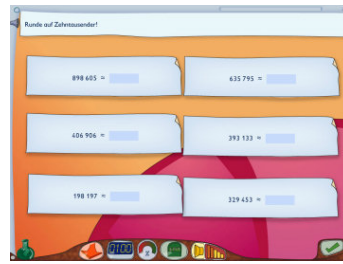 Runde auf Zehntausender!
898 605 ≈
635 795 ≈
406 906 ≈
393 133 ≈
198 197 ≈
329 453 ≈
0100